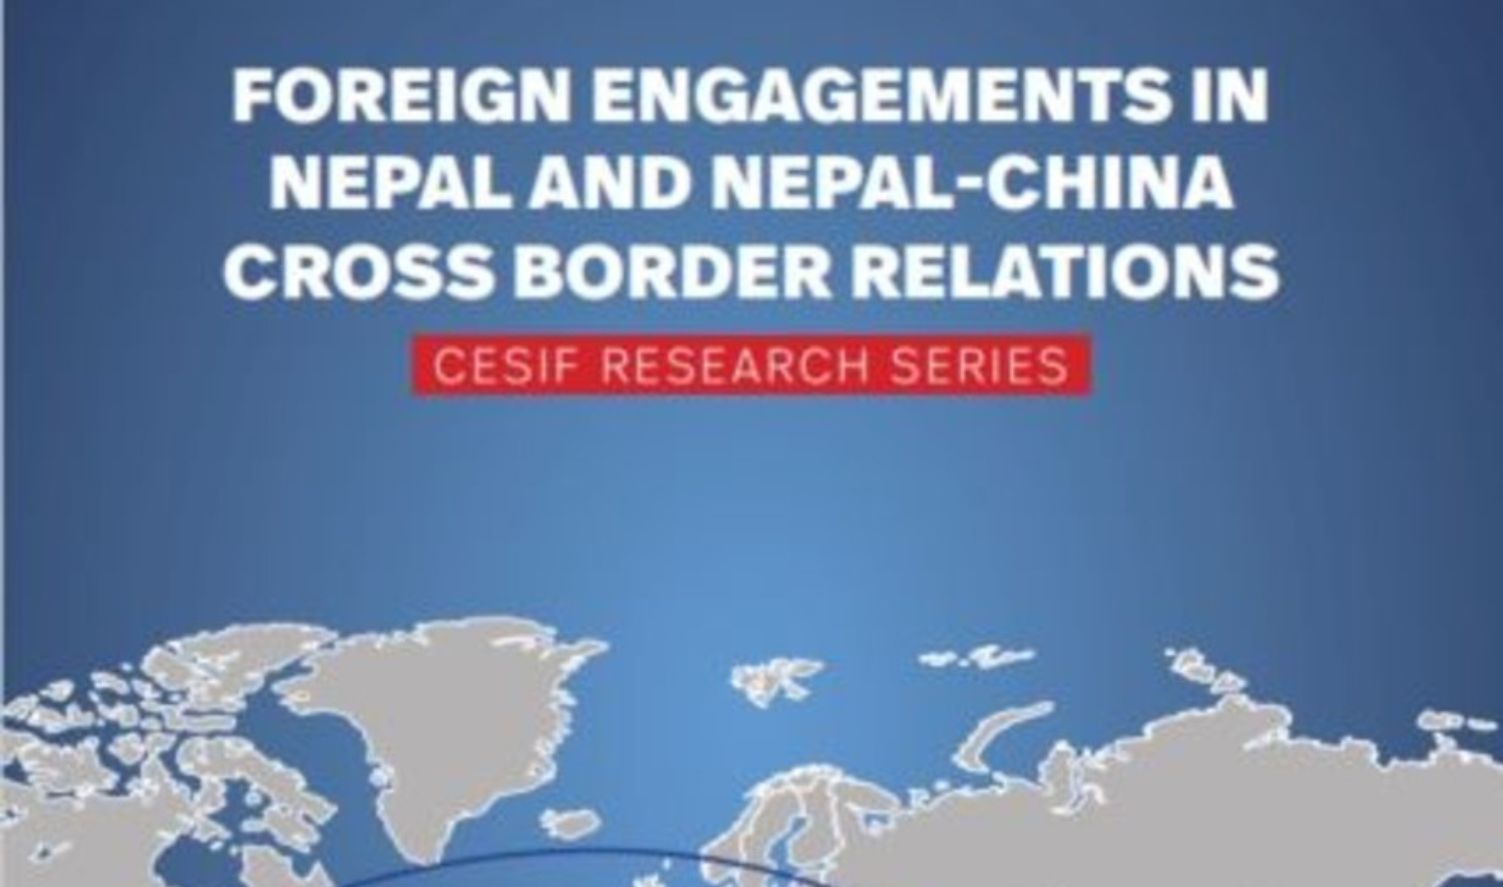 FOREIGN ENGAGEMENTS IN
NEPAL AND NEPAL-CHINA
CROSS BORDER RELATIONS
CESIF RESEARCH SERIES